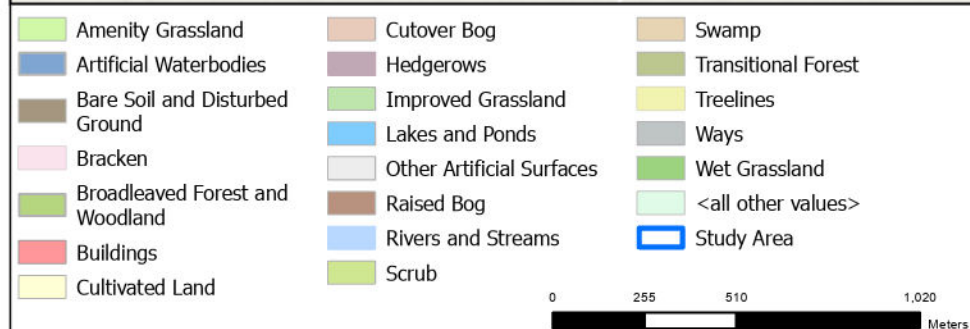 Amenity Grassland
Artificial Waterbodies
Bare Soil and Disturbed
Ground
Bracken
Broadleaved Forest and
Woodland
Buildings
Cultivated Land
Cutover Bog
Hedgerows
Improved Grassland
Lakes and Ponds
Other Artificial Surfaces
Raised Bog
Rivers and Streams
Scrub
Swamp
Transitional Forest
Treelines
Ways
Wet Grassland
<all other values>
Study Area
0 255 510 1,020
Meters